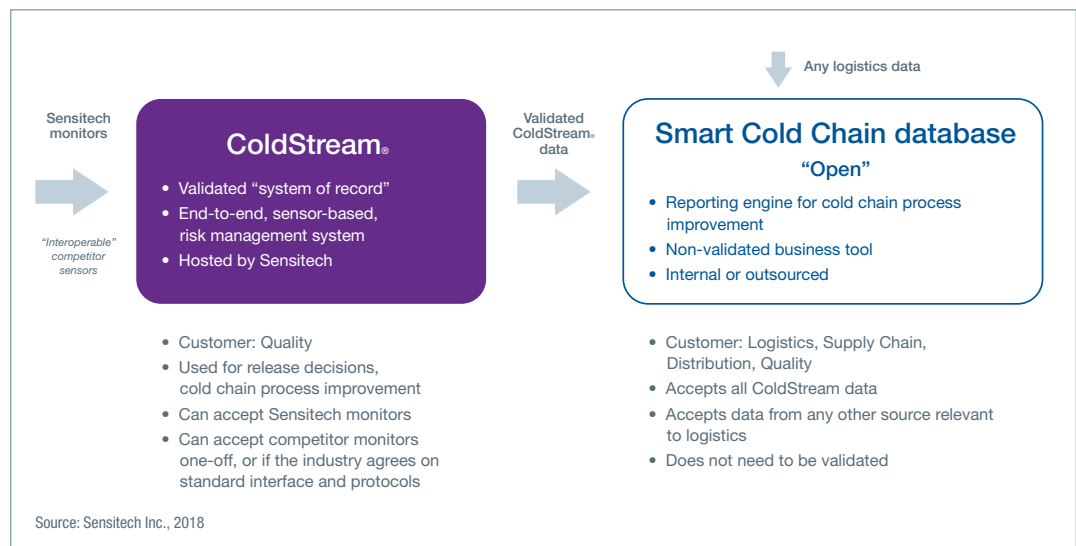 Any logistics data
Sensitech
monitors
"Interoperable"
competitor
sensors
ColdStream®
• Validated “system of record”
• End-to-end, sensor-based,
risk management system
• Hosted by Sensitech
Validated
ColdStream®
data
Smart Cold Chain database
“Open”
• Reporting engine for cold chain process
improvement
• Non-validated business tool
• Internal or outsourced
• Customer: Quality
• Used for release decisions,
cold chain process improvement
• Can accept Sensitech monitors
• Can accept competitor monitors
one-off, or if the industry agrees on
standard interface and protocols
• Customer: Logistics, Supply Chain,
Distribution, Quality
• Accepts all ColdStream data
• Accepts data from any other source relevant
to logistics
• Does not need to be validated
Source: Sensitech Inc., 2018